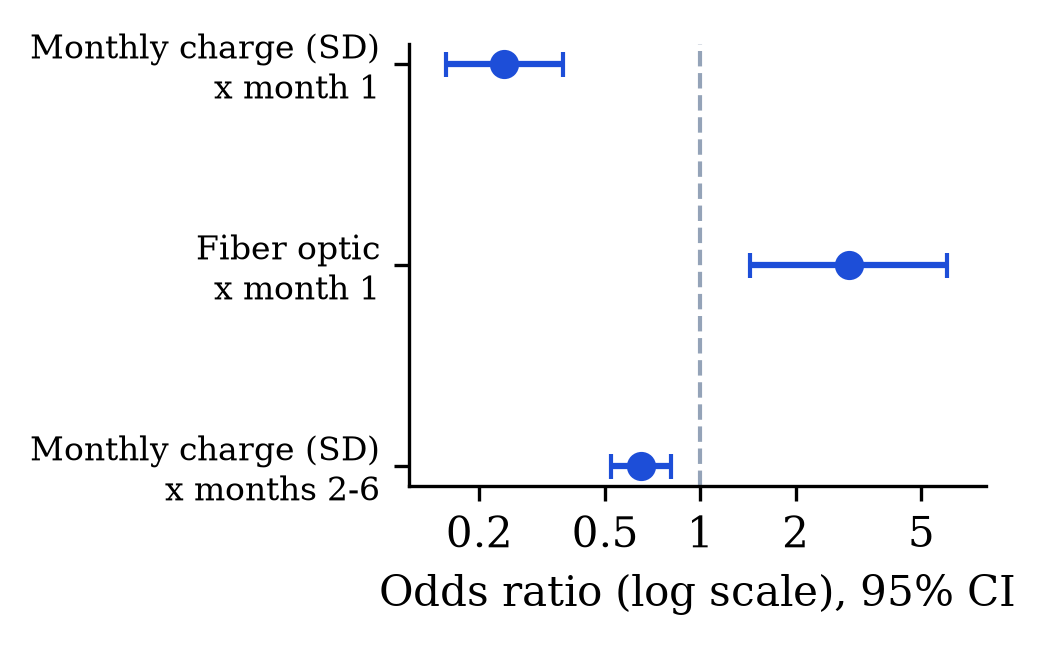 Monthly charge (SD)
x month 1
Fiber optic
x month 1
Monthly charge (SD)
x months 2-6
0.2 0.5 1 2 5
Odds ratio (log scale), 95% CI